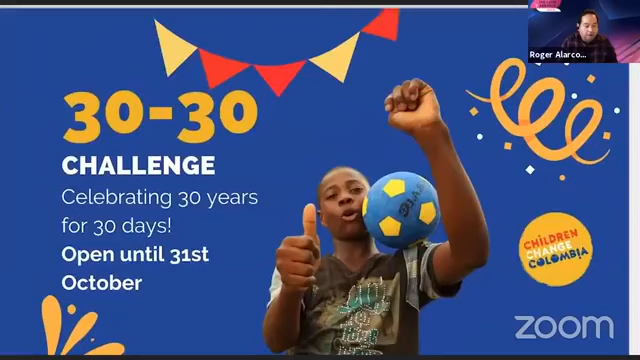 30-30
CHALLENGE
Celebrating 30 years
for 30 days!
Open until 31st
October
CHILDREN
CHANGE
COLOMBIA
Roger Alarco...
zoom